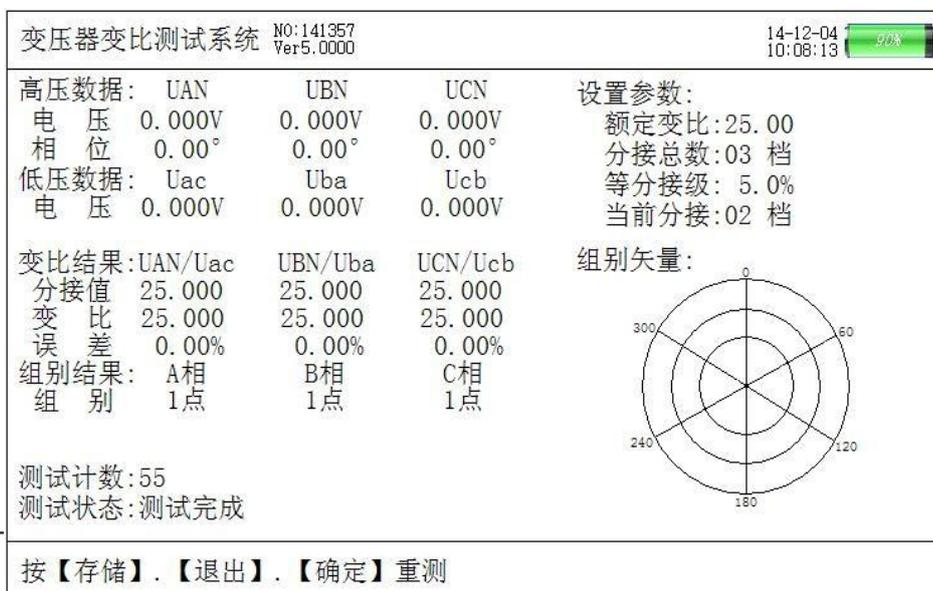 变压器变比测试系统 NO:141357
Ver5.0000
14-12-04
10:08:13
90%
高压数据: UAN UBN UCN
电 压 0.000V 0.000V 0.000V
相 位 0.00° 0.00° 0.00°
低压数据: Uac Uba Ucb
电 压 0.000V 0.000V 0.000V
变比结果:UAN/Uac UBN/Uba UCN/Ucb
分接值 25.000 25.000 25.000
变 比 25.000 25.000 25.000
误 差 0.00% 0.00% 0.00%
组别结果: A相 B相 C相
组 别 1点 1点 1点
测试计数:55
测试状态:测试完成
设置参数:
额定变比:25.00
分接总数:03 档
等分接级: 5.0%
当前分接:02 档
组别矢量:
0
300 60
240 120
180
按【存储】.【退出】.【确定】重测